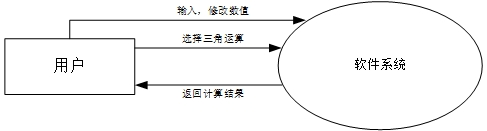 输入，修改数值
选择三角运算
用户
软件系统
返回计算结果